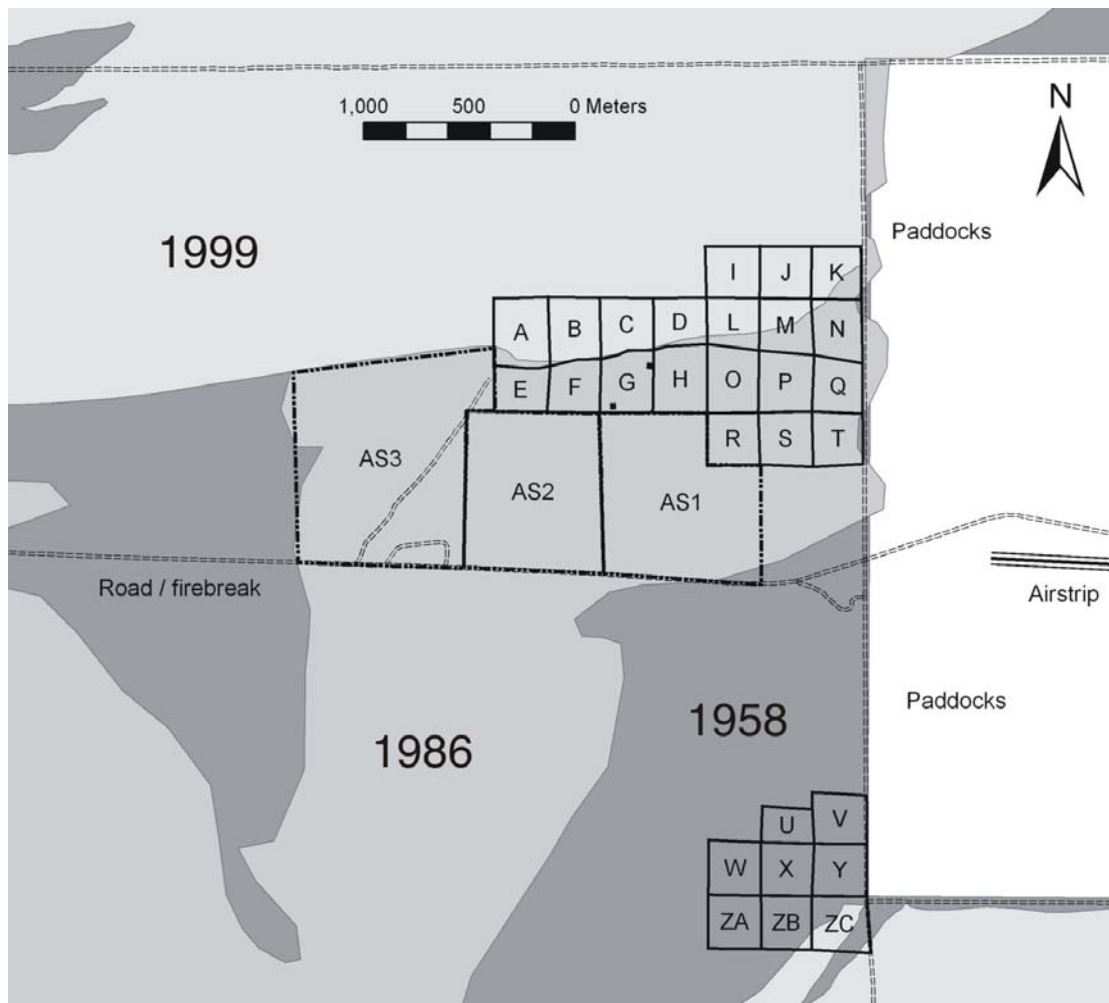 1,000 500 0 Meters
N
Paddocks
1999
I J K
A B C D L M N
E F G H O P Q
R S T
AS3
AS2
AS1
Road / firebreak
Airstrip
Paddocks
1958
1986
U V
W X Y
ZA ZB ZC